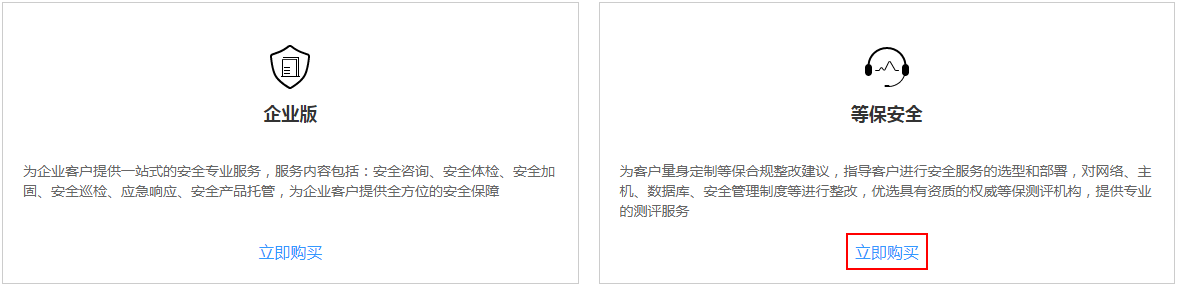 企业版
为企业客户提供一站式的安全专业服务，服务内容包括：安全咨询、安全体检、安全加
固、安全巡检、应急响应、安全产品托管，为企业客户提供全方位的安全保障
立即购买
等保安全
为客户量身定制等保合规整改建议，指导客户进行安全服务的选型和部署，对网络、主
机、数据库、安全管理制度等进行整改，优选具有资质的权威等保测评机构，提供专业
的测评服务
立即购买